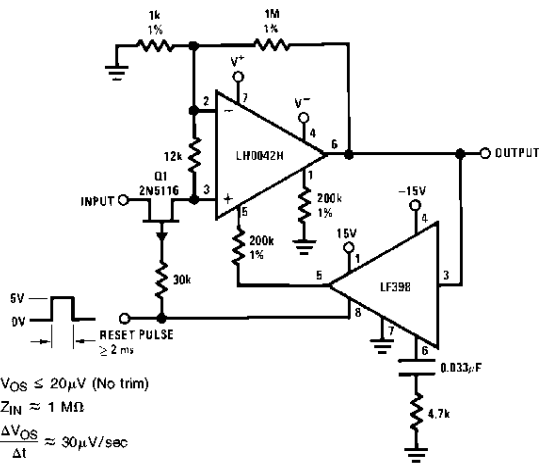 1k
1%
1M
1%
V+
7
2
−
V−
4
6
OUTPUT
12k
LH0042H
Q1
2N5116
INPUT
3
+
1
5
200k
1%
−15V
4
200k
1%
15V
1
30k
5
LF398
3
8
5V
0V
RESET PULSE
≥ 2 ms
7
6
0.033μF
4.7k
VOS ≤ 20μV (No trim)
ZIN ≈ 1 MΩ
ΔVOS
Δt
≈ 30μV/sec